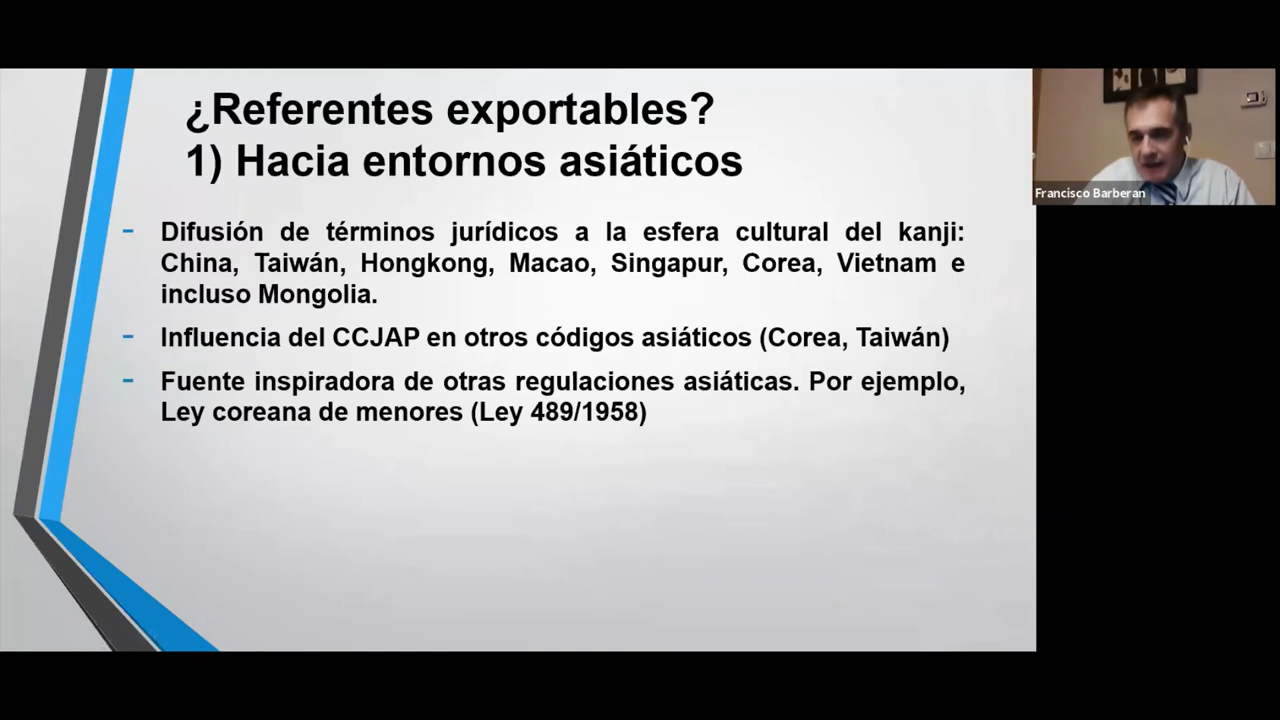 ¿Referentes exportables?
1) Hacia entornos asiáticos
- Difusión de términos jurídicos a la esfera cultural del kanji:
China, Taiwán, Hongkong, Macao, Singapur, Corea, Vietnam e
incluso Mongolia.
- Influencia del CCJAP en otros códigos asiáticos (Corea, Taiwán)
- Fuente inspiradora de otras regulaciones asiáticas. Por ejemplo,
Ley coreana de menores (Ley 489/1958)
Francisco Barberan